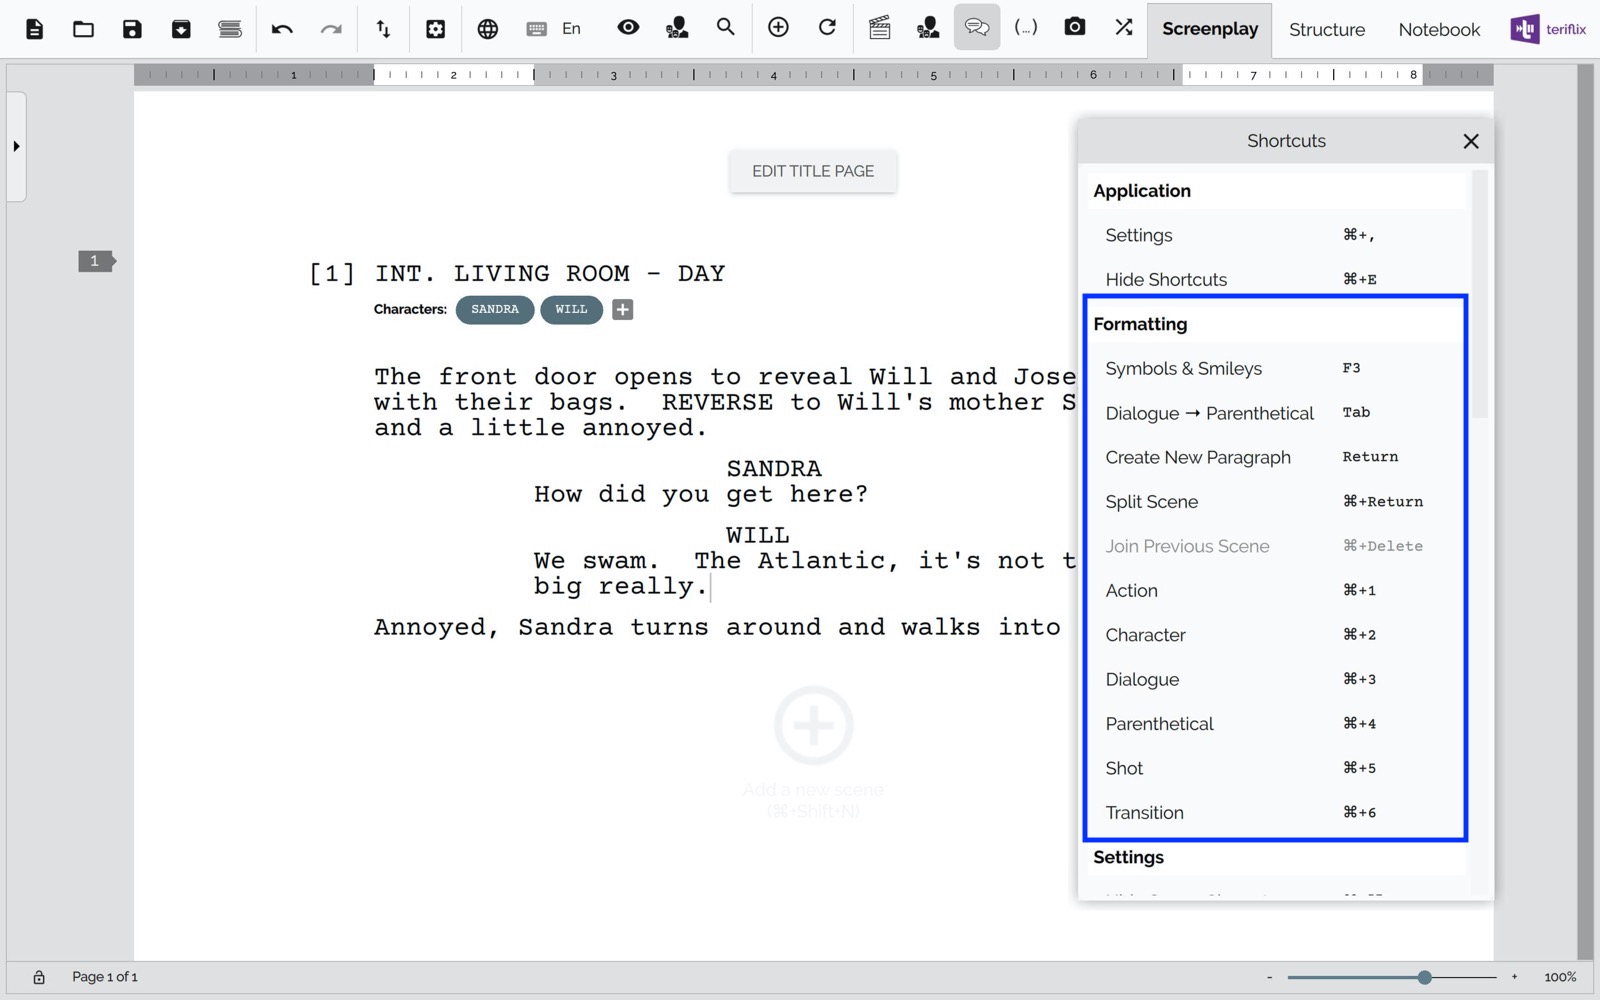 En
(...)
Screenplay
Structure
Notebook
teriflix
1 2 3 4 5 6 7 8
EDIT TITLE PAGE
1
[1] INT. LIVING ROOM - DAY
Characters: SANDRA WILL +
The front door opens to reveal Will and Jose
with their bags. REVERSE to Will's mother S
and a little annoyed.
SANDRA
How did you get here?
WILL
We swam. The Atlantic, it's not t
big really.
Annoyed, Sandra turns around and walks into
Add a new scene
(⌘+Shift+N)
Shortcuts
Application
Settings ⌘+,
Hide Shortcuts ⌘+E
Formatting
Symbols & Smileys F3
Dialogue → Parenthetical Tab
Create New Paragraph Return
Split Scene ⌘+Return
Join Previous Scene ⌘+Delete
Action ⌘+1
Character ⌘+2
Dialogue ⌘+3
Parenthetical ⌘+4
Shot ⌘+5
Transition ⌘+6
Settings
Page 1 of 1
- + 100%